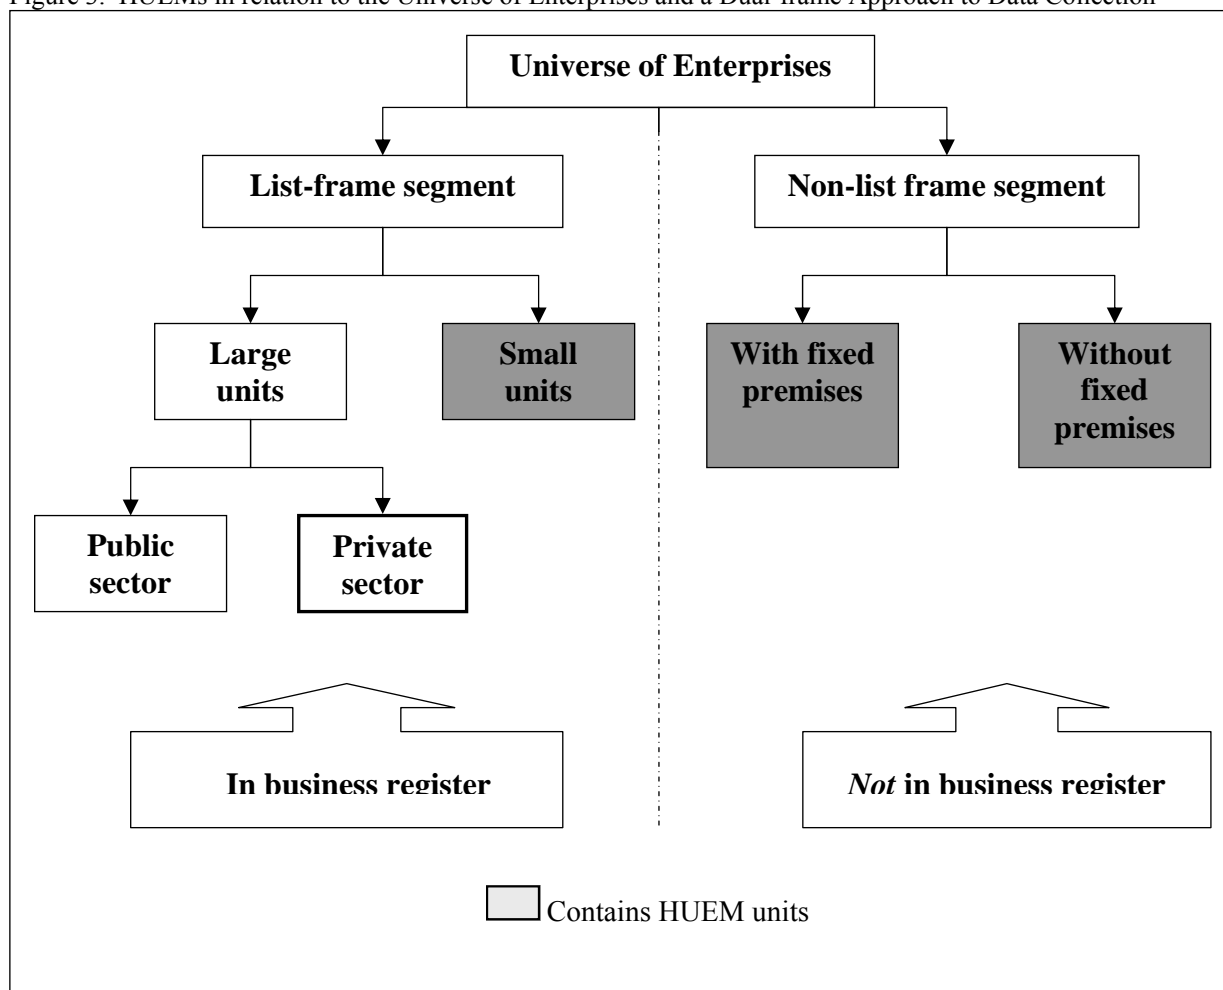 Figure 3. HUEMs in relation to the Universe of Enterprises and a Dual-frame Approach to Data Collection
Universe of Enterprises
List-frame segment
Non-list frame segment
Large
units
Small
units
With fixed
premises
Without
fixed
premises
Public
sector
Private
sector
In business register
Not in business register
Contains HUEM units